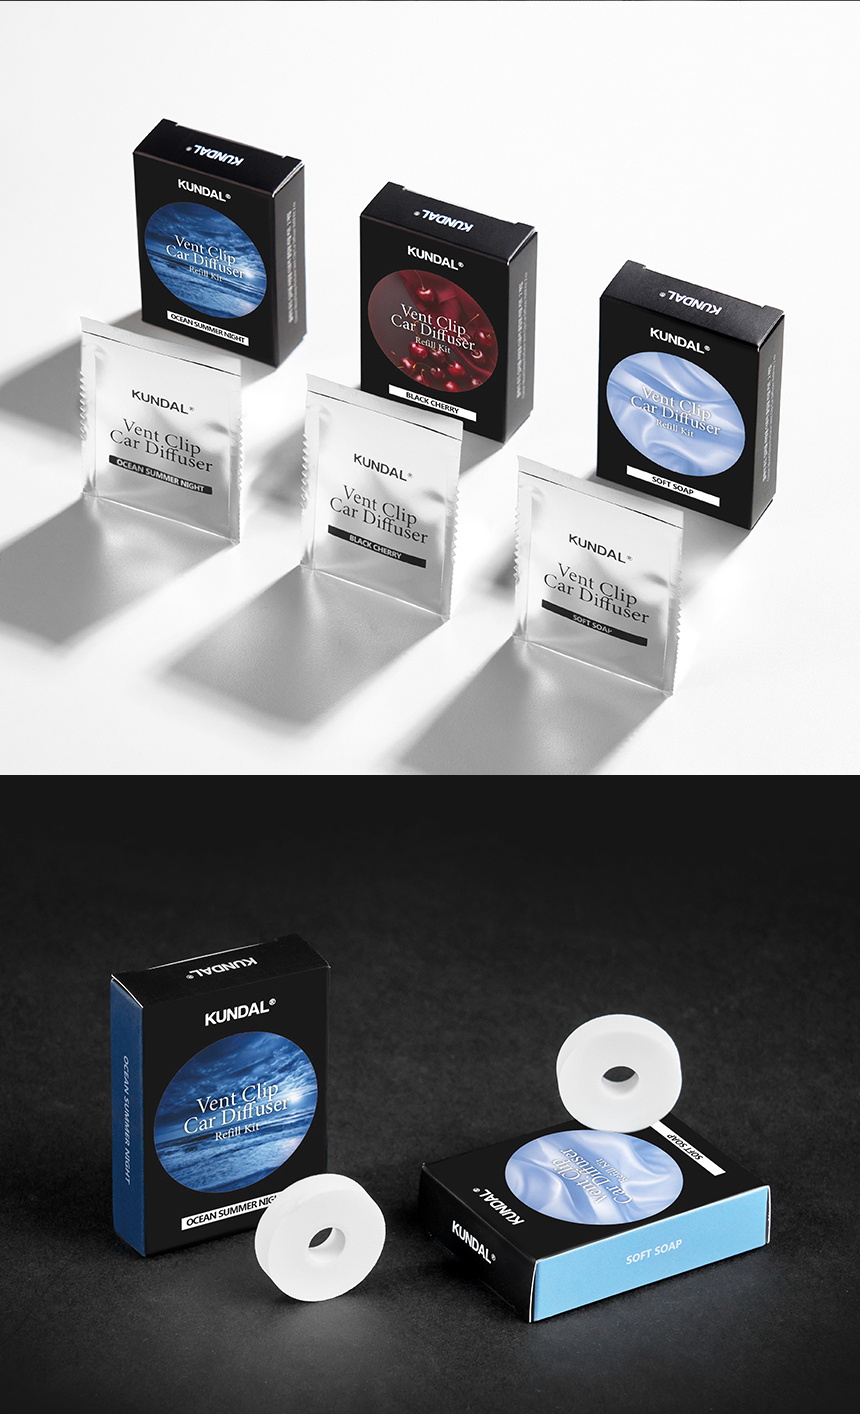 KUNDAL®
KUNDAL®
Vent Clip
Car Diffuser
Refill Kit
OCEAN SUMMER NIGHT
KUNDAL®
KUNDAL®
Vent Clip
Car Diffuser
Refill Kit
BLACK CHERRY
KUNDAL®
KUNDAL®
Vent Clip
Car Diffuser
Refill Kit
SOFT SOAP
KUNDAL®
Vent Clip
Car Diffuser
OCEAN SUMMER NIGHT
KUNDAL®
Vent Clip
Car Diffuser
BLACK CHERRY
KUNDAL®
Vent Clip
Car Diffuser
SOFT SOAP
KUNDAL®
KUNDAL®
Vent Clip
Car Diffuser
Refill Kit
OCEAN SUMMER NIG
OCEAN SUMMER NIGHT
SOFT SOAP
Vent Clip
Car Diffuser
Refill Kit
KUNDAL®
KUNDAL®
SOFT SOAP